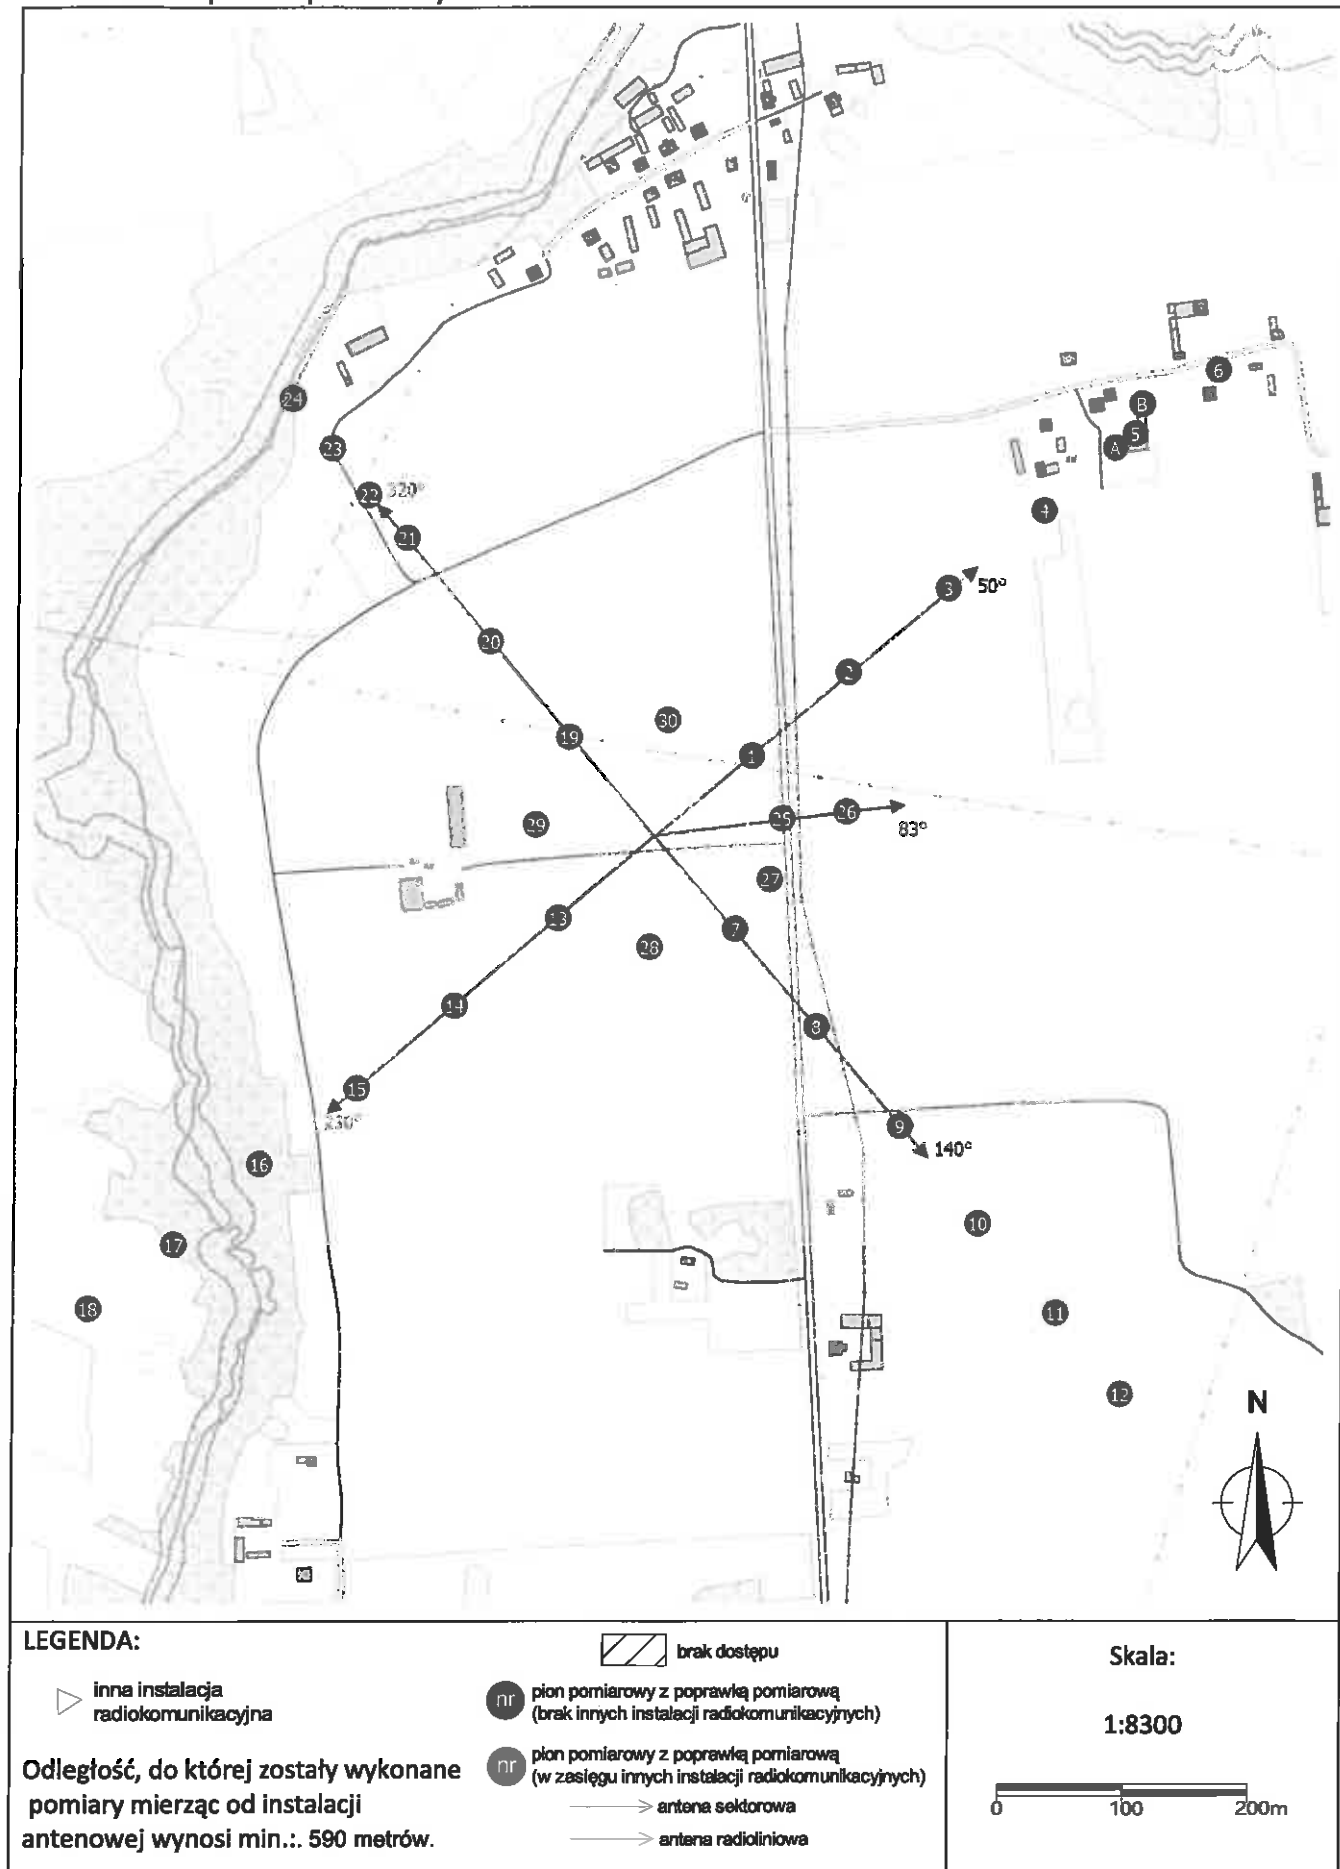 24
6
B
5
A
23
22
320°
4
21
3
50°
20
2
30
19
1
25
26
83°
29
27
13
7
28
14
8
15
230°
9
140°
16
10
17
18
11
12
N
LEGENDA:
inna instalacja
radiokomunikacyjna
Odległość, do której zostały wykonane
pomiary mierząc od instalacji
antenowej wynosi min.:. 590 metrów.
brak dostępu
nr pion pomiarowy z poprawką pomiarową
(brak innych instalacji radiokomunikacyjnych)
nr pion pomiarowy z poprawką pomiarową
(w zasięgu innych instalacji radiokomunikacyjnych)
antena sektorowa
antena radioliniowa
Skala:
1:8300
0 100 200m